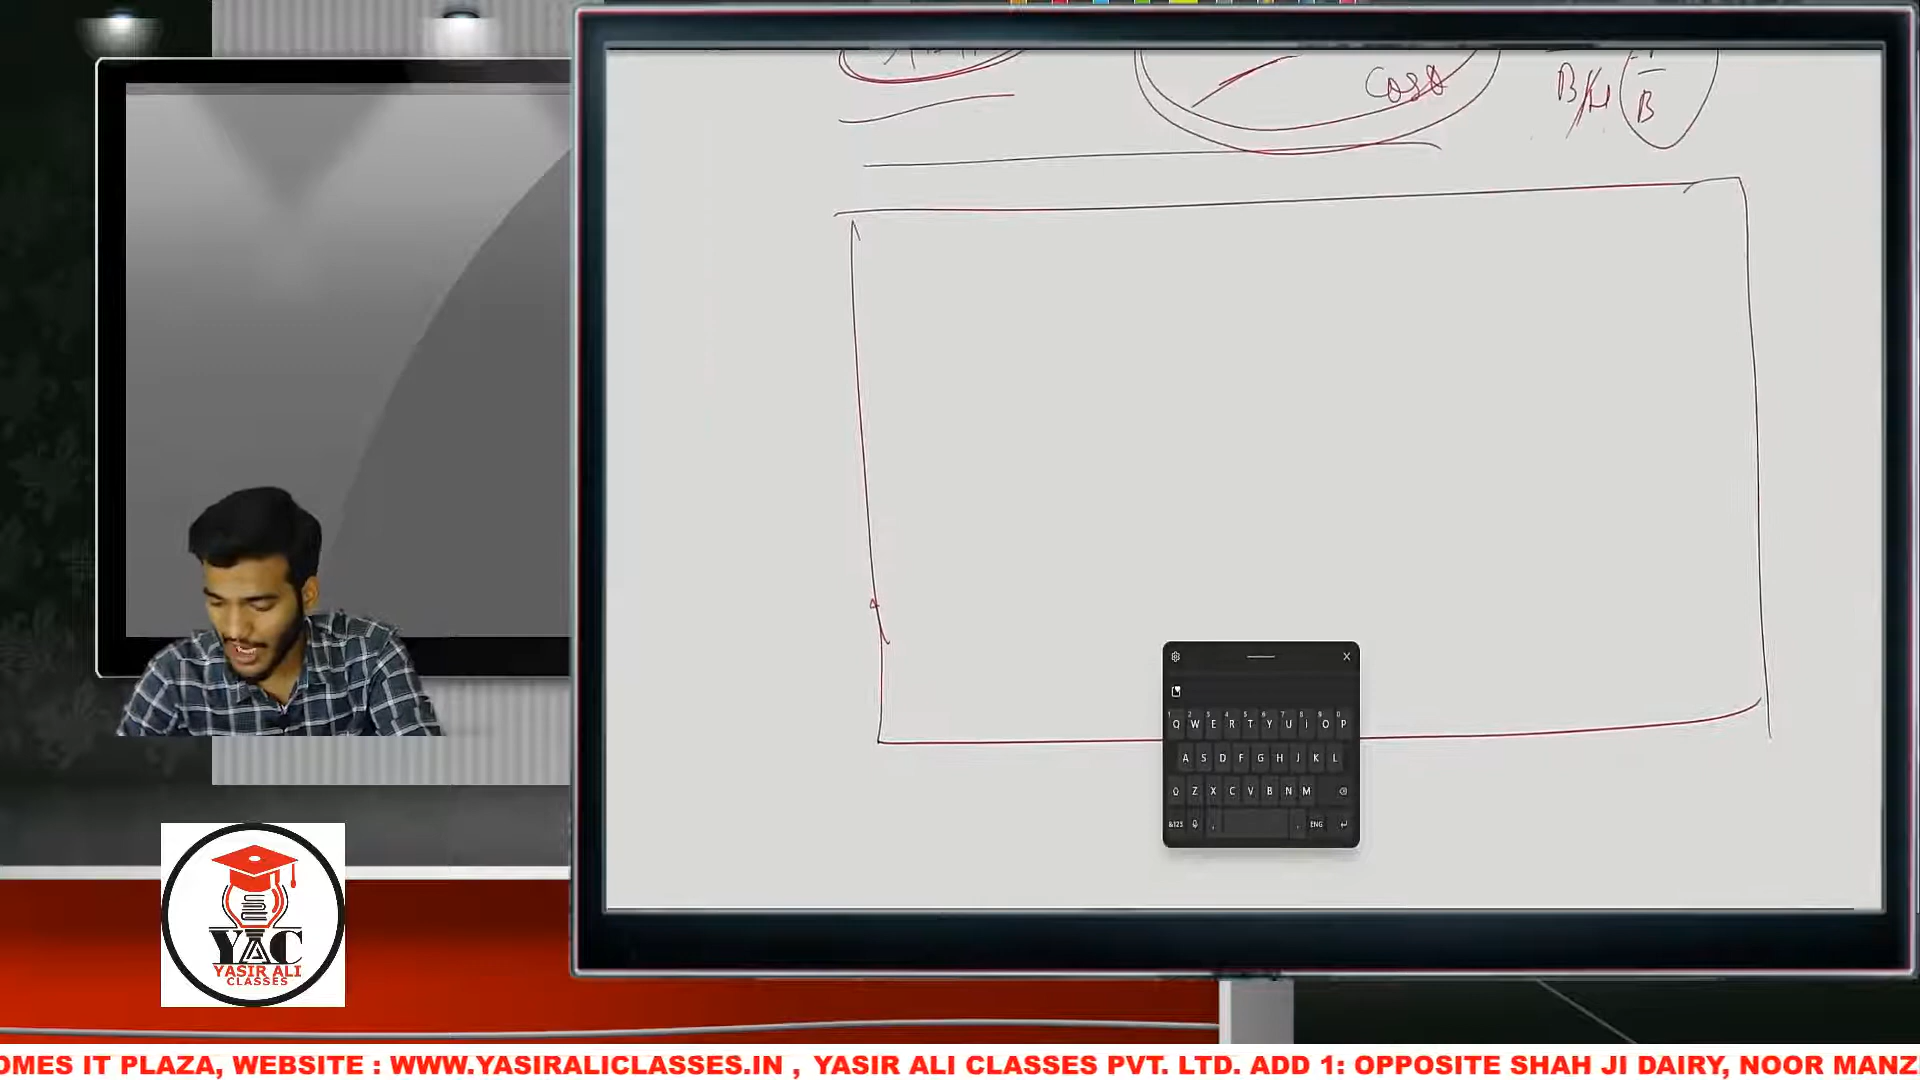 Cosθ
B/H
B
Q W E R T Y U I O P
A S D F G H J K L
Z X C V B N M
&123 , . ENG
YAC
YASIR ALI
CLASSES
OMES IT PLAZA, WEBSITE : WWW.YASIRALICLASSES.IN , YASIR ALI CLASSES PVT. LTD. ADD 1: OPPOSITE SHAH JI DAIRY, NOOR MANZ